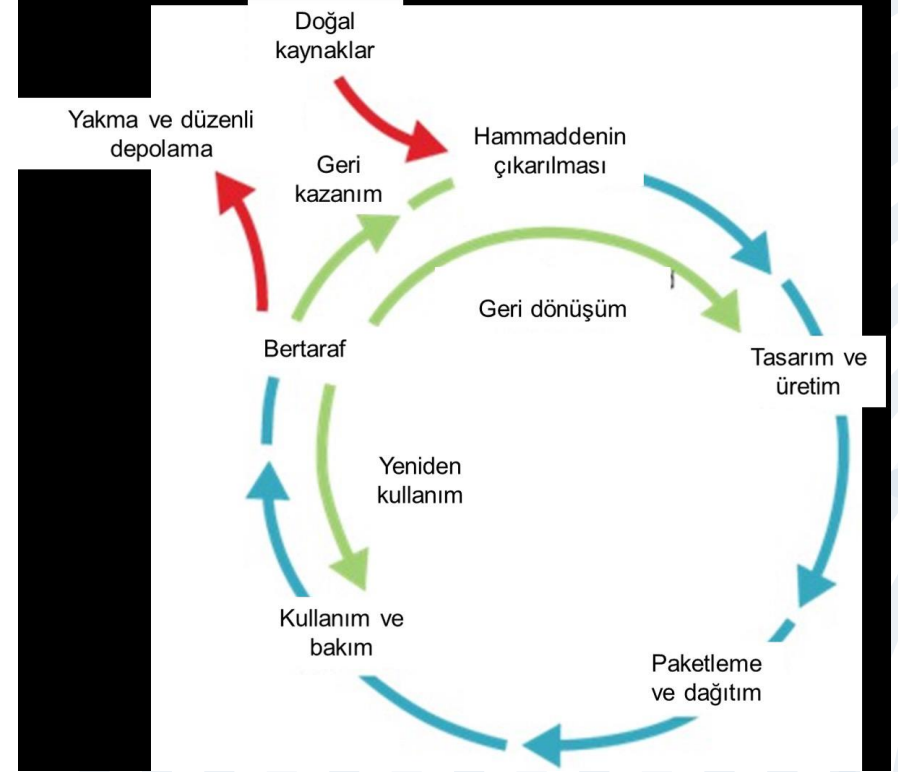 Doğal
kaynaklar
Yakma ve düzenli
depolama
Hammaddenin
çıkarılması
Geri
kazanım
Geri dönüşüm
Bertaraf
Tasarım ve
üretim
Yeniden
kullanım
Kullanım ve
bakım
Paketleme
ve dağıtım